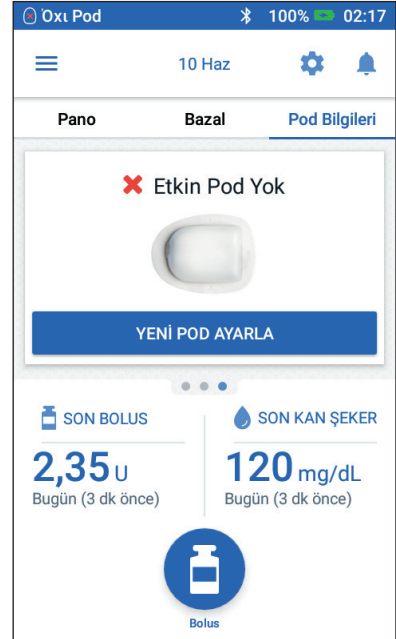 Όχι Pod 100% 02:17
10 Haz
Pano Bazal Pod Bilgileri
Etkin Pod Yok
YENİ POD AYARLA
SON BOLUS SON KAN ŞEKER
2,35 U 120 mg/dL
Bugün (3 dk önce) Bugün (3 dk önce)
Bolus